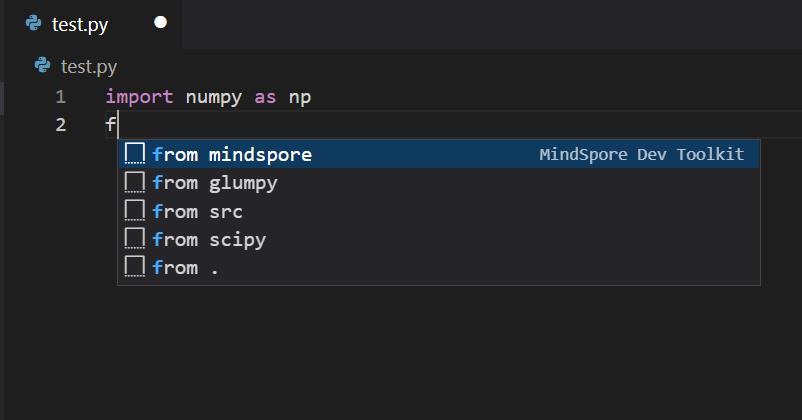 test.py
test.py
1 import numpy as np
2 f
from mindspore MindSpore Dev Toolkit
from glumpy
from src
from scipy
from .